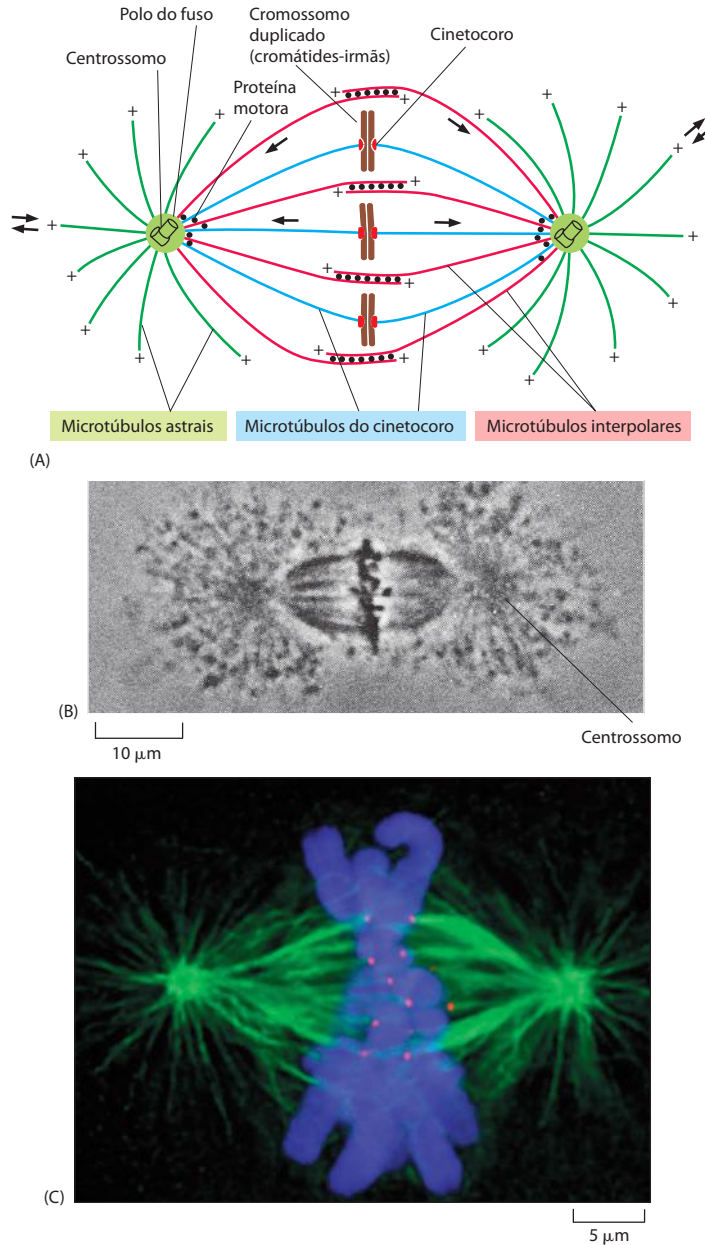 Polo do fuso
Centrossomo
Proteína
motora
Cromossomo
duplicado
(cromátides-irmãs)
Cinetocoro
+ + + + + + + + +
+ + + + + + + +
+ + + + + + + + +
Microtúbulos astrais
Microtúbulos do cinetocoro
Microtúbulos interpolares
(A)
(B)
10 µm
Centrossomo
(C)
5 µm